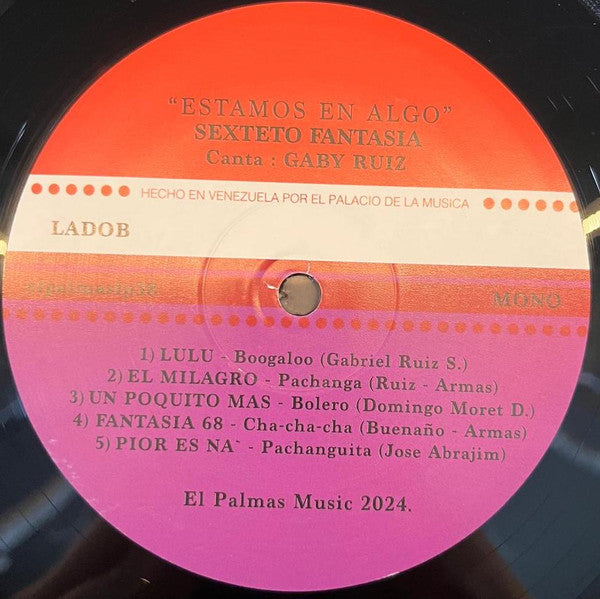 "ESTAMOS EN ALGO"
SEXTETO FANTASIA
Canta : GABY RUIZ
HECHO EN VENEZUELA POR EL PALACIO DE LA MUSICA
LADOB
MONO
1) LULU - Boogaloo (Gabriel Ruiz S.)
2) EL MILAGRO - Pachanga (Ruiz - Armas)
3) UN POQUITO MAS - Bolero (Domingo Moret D.)
4) FANTASIA 68 - Cha-cha-cha (Buenaño - Armas)
5) PIOR ES NA` - Pachanguita (Jose Abrajim)
El Palmas Music 2024.